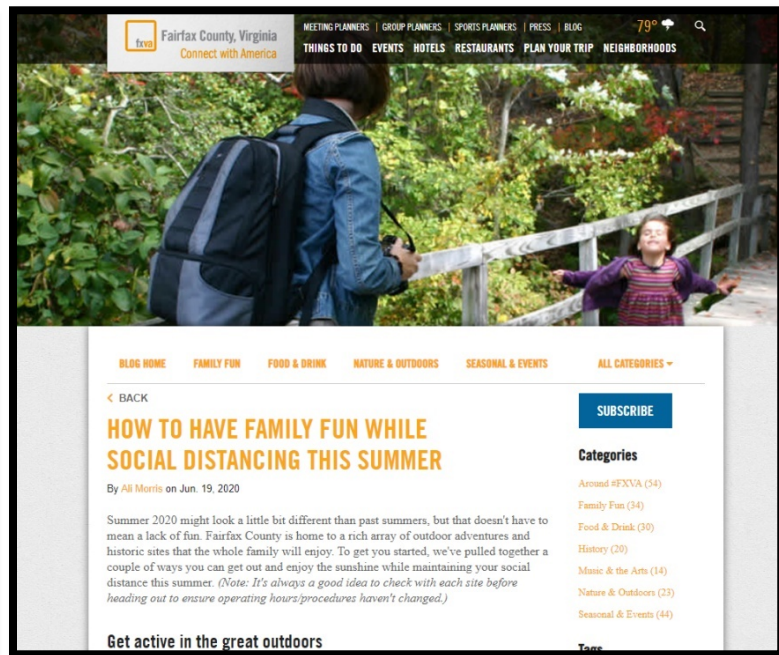 fxva
Fairfax County, Virginia
Connect with America
MEETING PLANNERS | GROUP PLANNERS | SPORTS PLANNERS | PRESS | BLOG
79°
THINGS TO DO EVENTS HOTELS RESTAURANTS PLAN YOUR TRIP NEIGHBORHOODS
BLOG HOME FAMILY FUN FOOD & DRINK NATURE & OUTDOORS SEASONAL & EVENTS ALL CATEGORIES
BACK
HOW TO HAVE FAMILY FUN WHILE
SOCIAL DISTANCING THIS SUMMER
By Ali Morris on Jun. 19, 2020
Summer 2020 might look a little bit different than past summers, but that doesn't have to
mean a lack of fun. Fairfax County is home to a rich array of outdoor adventures and
historic sites that the whole family will enjoy. To get you started, we've pulled together a
couple of ways you can get out and enjoy the sunshine while maintaining your social
distance this summer. (Note: It's always a good idea to check with each site before
heading out to ensure operating hours/procedures haven't changed.)
Get active in the great outdoors
SUBSCRIBE
Categories
Around #FXVA (54)
Family Fun (34)
Food & Drink (30)
History (20)
Music & the Arts (14)
Nature & Outdoors (23)
Seasonal & Events (44)
Tags